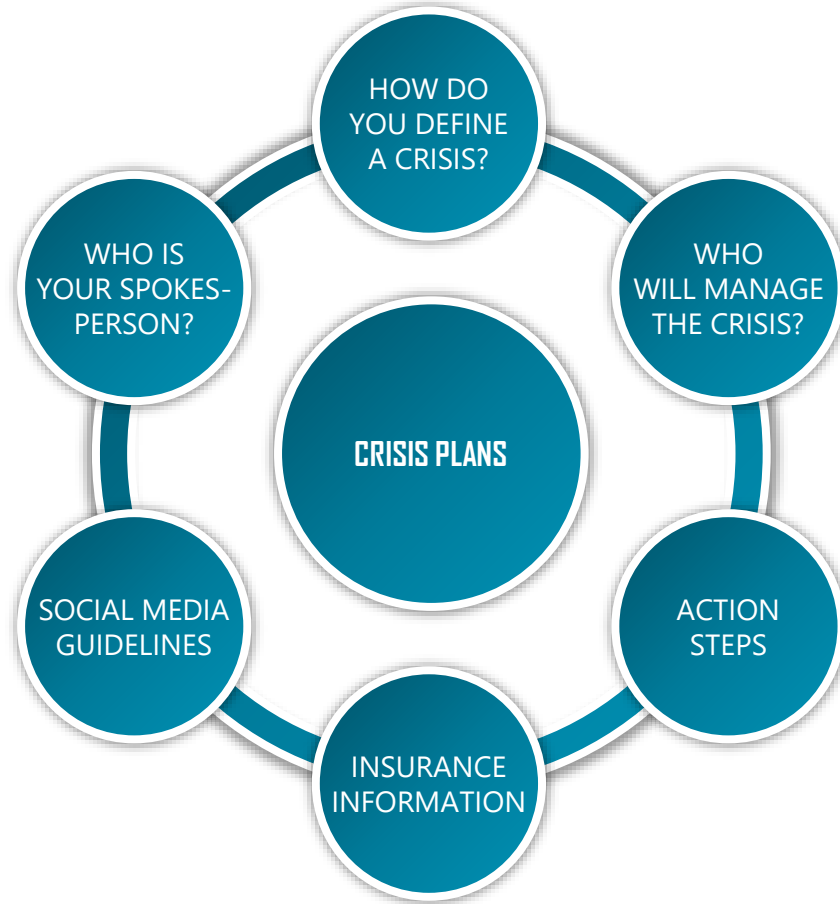 HOW DO
YOU DEFINE
A CRISIS?
WHO
WILL MANAGE
THE CRISIS?
ACTION
STEPS
INSURANCE
INFORMATION
SOCIAL MEDIA
GUIDELINES
WHO IS
YOUR SPOKES-
PERSON?
CRISIS PLANS